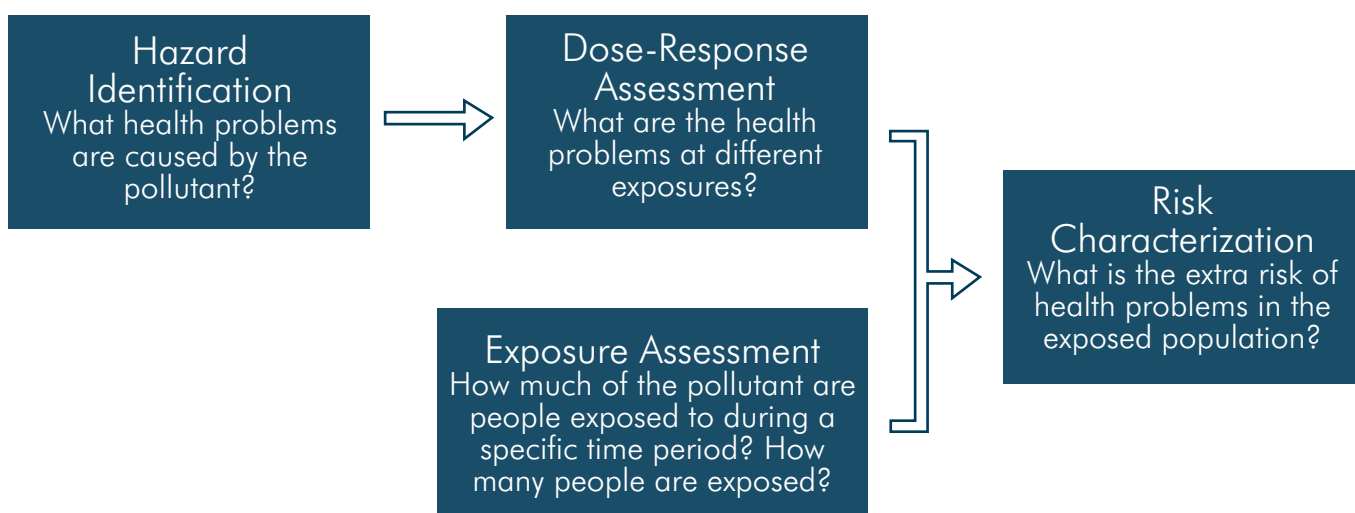 Hazard
Identification
What health problems
are caused by the
pollutant?
Dose-Response
Assessment
What are the health
problems at different
exposures?
Exposure Assessment
How much of the pollutant are
people exposed to during a
specific time period? How
many people are exposed?
Risk
Characterization
What is the extra risk of
health problems in the
exposed population?